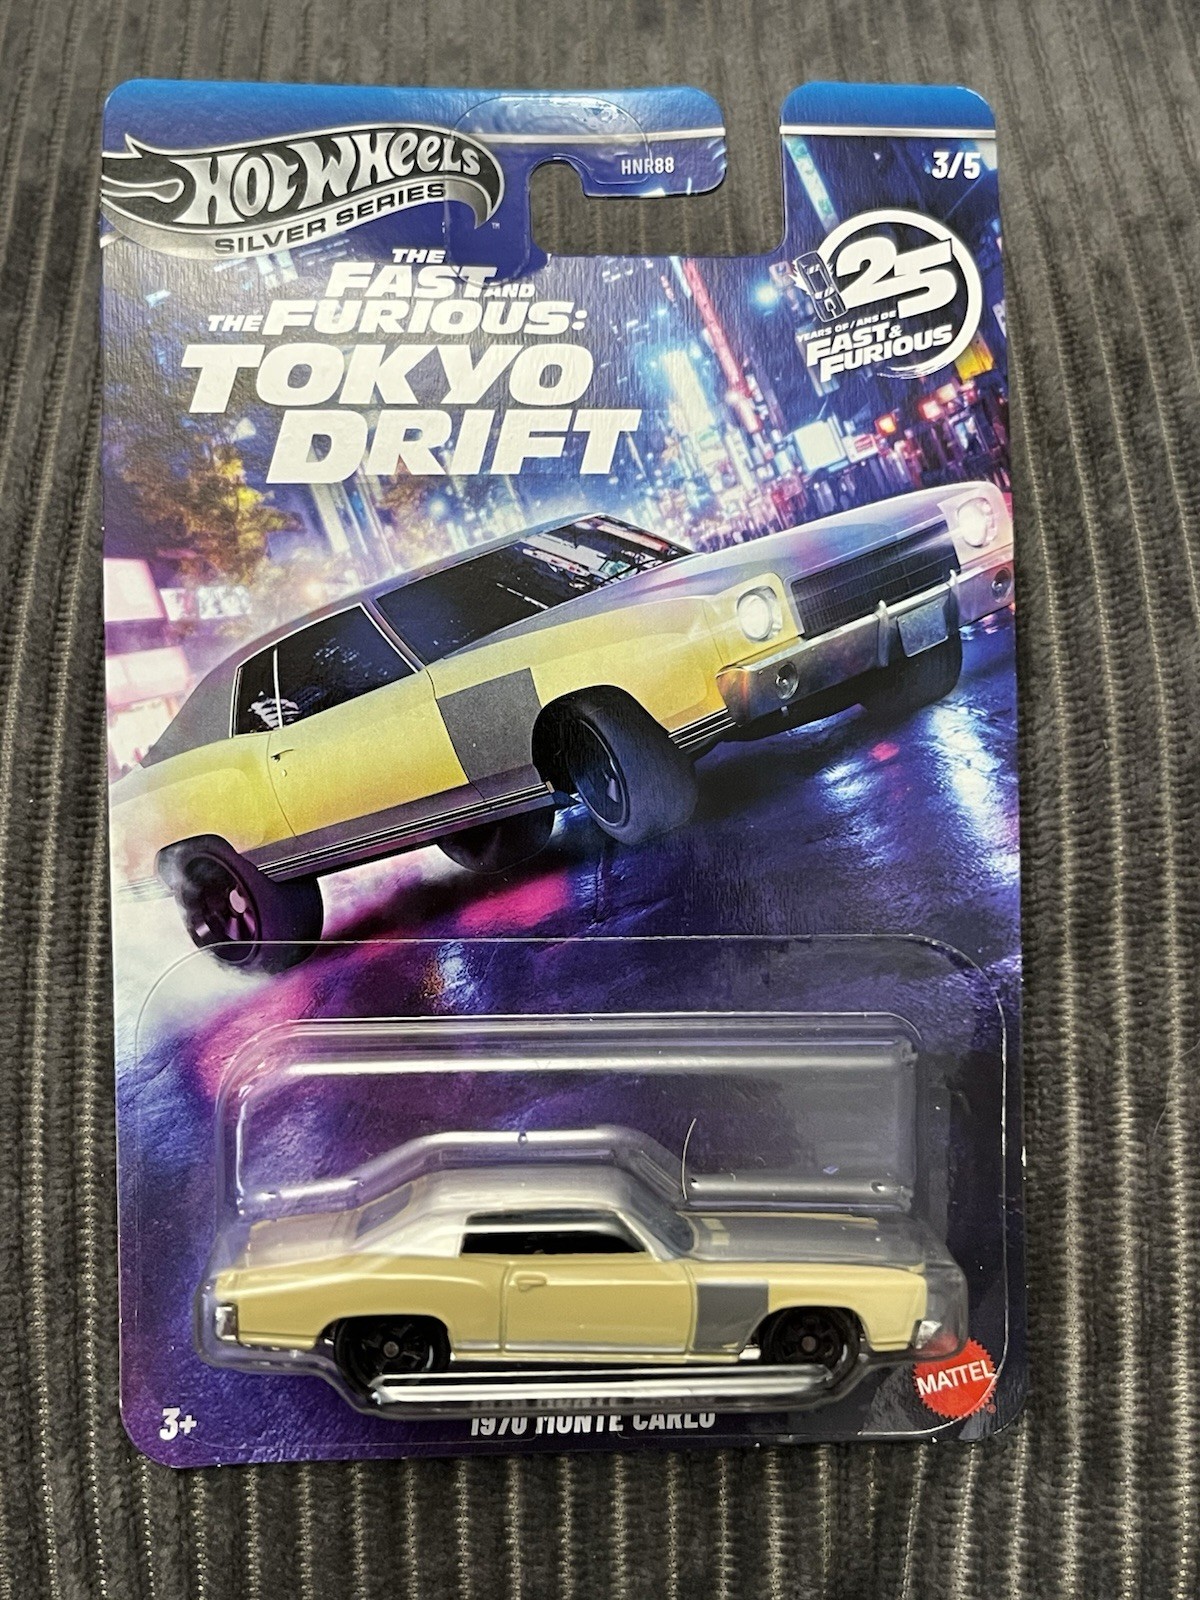 HOT WHEELS
SILVER SERIES
™
HNR88
3/5
THE
FAST AND
THE FURIOUS:
TOKYO
DRIFT
25
YEARS OF / ANS DE
FAST &
FURIOUS
3+
1970 MONTE CARLO
MATTEL
®